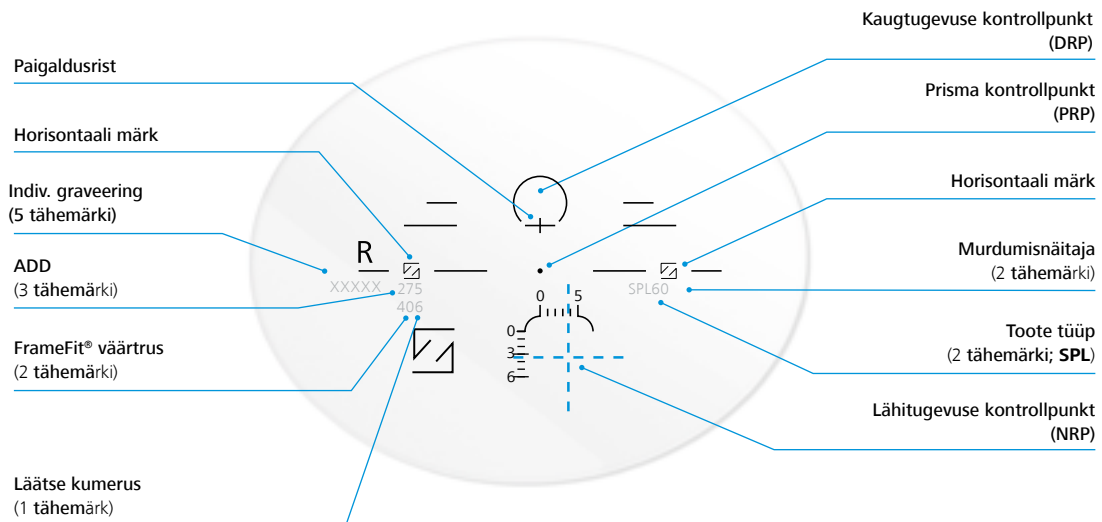 Paigaldusrist
Horisontaali märk
Indiv. graveering
(5 tähemärki)
ADD
(3 tähemärki)
FrameFit® väärtrus
(2 tähemärki)
Läätse kumerus
(1 tähemärk)
R
XXXXX
275
406
SPL60
0 5
0
3
6
Kaugtugevuse kontrollpunkt
(DRP)
Prisma kontrollpunkt
(PRP)
Horisontaali märk
Murdumisnäitaja
(2 tähemärki)
Toote tüüp
(2 tähemärki; SPL)
Lähitugevuse kontrollpunkt
(NRP)